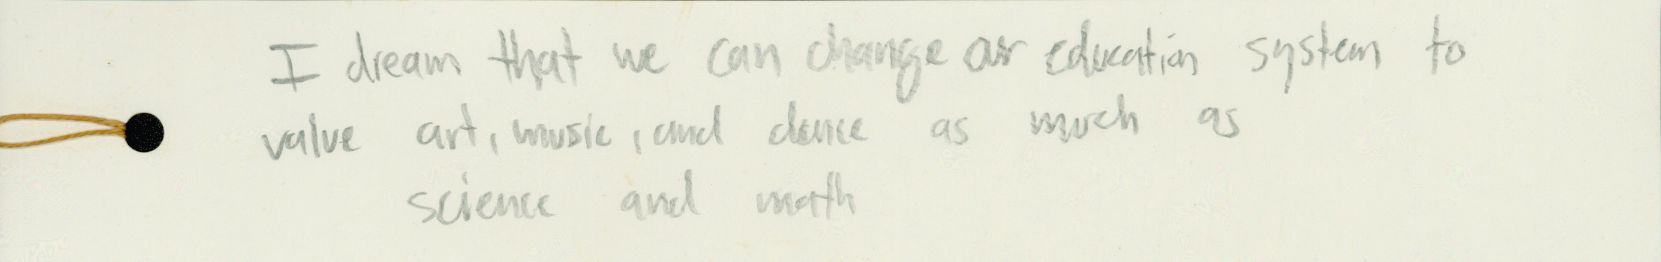 I dream that we can change our education system to
value art, music, and dance as much as
science and math